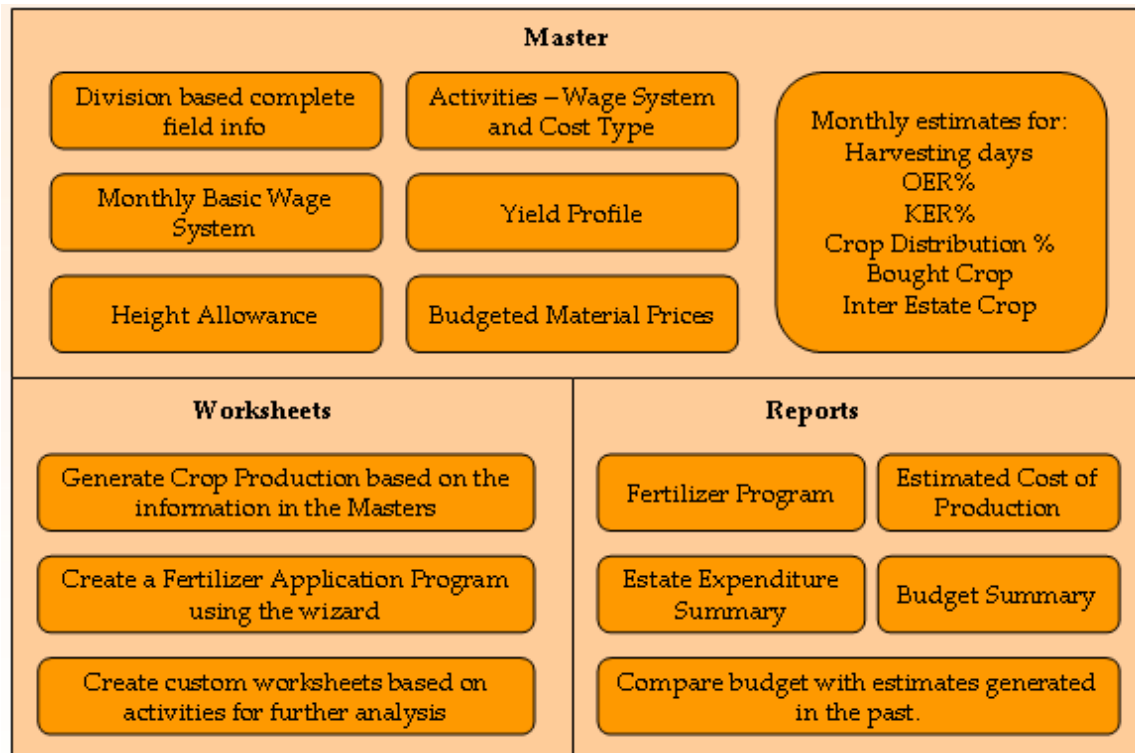 Master
Division based complete
field info
Activities – Wage System
and Cost Type
Monthly Basic Wage
System
Yield Profile
Height Allowance
Budgeted Material Prices
Monthly estimates for:
Harvesting days
OER%
KER%
Crop Distribution %
Bought Crop
Inter Estate Crop
Worksheets
Generate Crop Production based on the
information in the Masters
Create a Fertilizer Application Program
using the wizard
Create custom worksheets based on
activities for further analysis
Reports
Fertilizer Program
Estimated Cost of
Production
Estate Expenditure
Summary
Budget Summary
Compare budget with estimates generated
in the past.